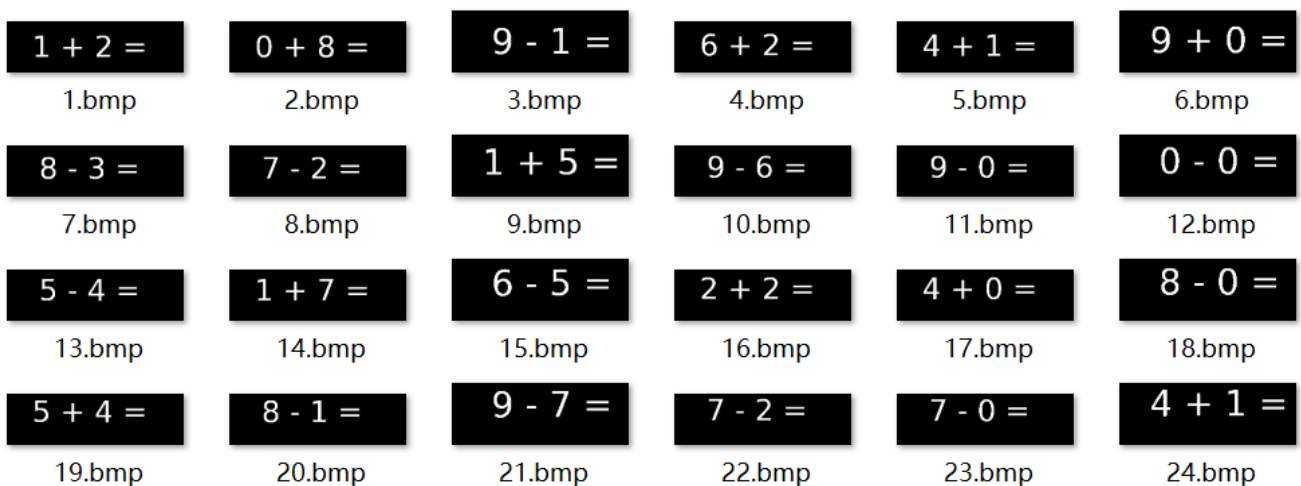 1 + 2 = 0 + 8 = 9 - 1 = 6 + 2 = 4 + 1 = 9 + 0 =
1.bmp 2.bmp 3.bmp 4.bmp 5.bmp 6.bmp
8 - 3 = 7 - 2 = 1 + 5 = 9 - 6 = 9 - 0 = 0 - 0 =
7.bmp 8.bmp 9.bmp 10.bmp 11.bmp 12.bmp
5 - 4 = 1 + 7 = 6 - 5 = 2 + 2 = 4 + 0 = 8 - 0 =
13.bmp 14.bmp 15.bmp 16.bmp 17.bmp 18.bmp
5 + 4 = 8 - 1 = 9 - 7 = 7 - 2 = 7 - 0 = 4 + 1 =
19.bmp 20.bmp 21.bmp 22.bmp 23.bmp 24.bmp